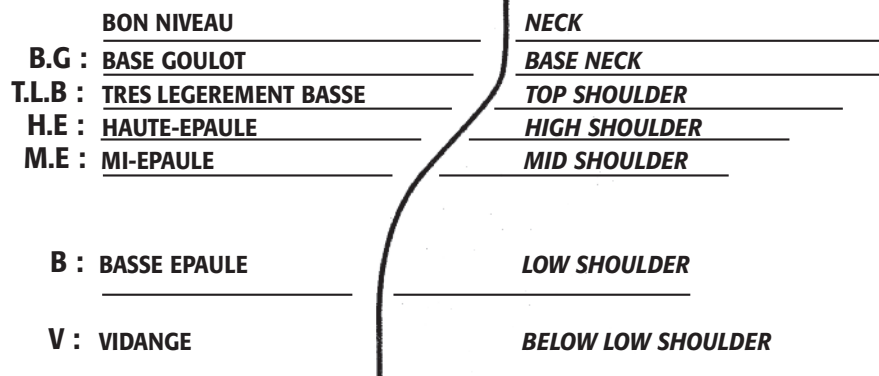 BON NIVEAU NECK
B.G : BASE GOULOT BASE NECK
T.L.B : TRES LEGEREMENT BASSE TOP SHOULDER
H.E : HAUTE-EPAULE HIGH SHOULDER
M.E : MI-EPAULE MID SHOULDER
B : BASSE EPAULE LOW SHOULDER
V : VIDANGE BELOW LOW SHOULDER